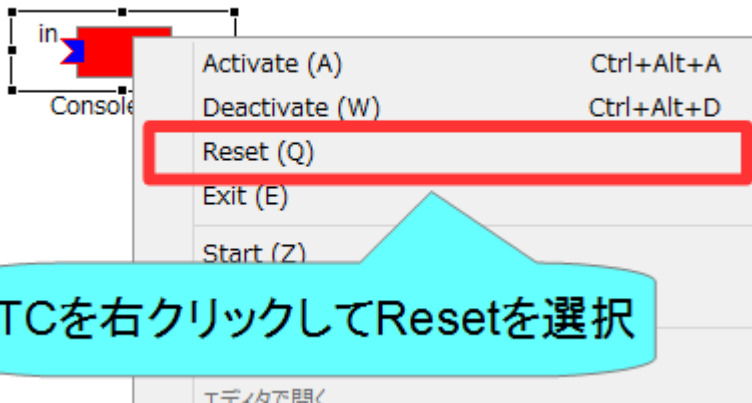 in
Console
Activate (A) Ctrl+Alt+A
Deactivate (W) Ctrl+Alt+D
Reset (Q)
Exit (E)
Start (Z)
TCを右クリックしてResetを選択
エディタで開く